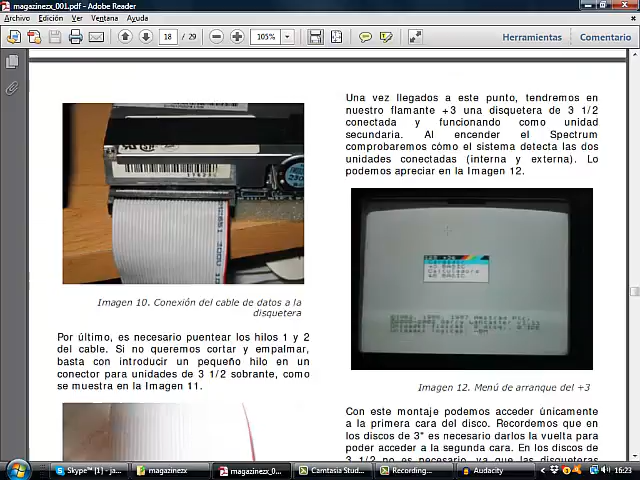 magazinezx_001.pdf - Adobe Reader
Archivo Edición Ver Ventana Ayuda
18 / 29
105%
Herramientas
Comentario
Imagen 10. Conexión del cable de datos a la
disquetera
Por último, es necesario puentear los hilos 1 y 2
del cable. Si no queremos cortar y empalmar,
basta con introducir un pequeño hilo en un
conector para unidades de 3 1/2 sobrante, como
se muestra en la Imagen 11.
Una vez llegados a este punto, tendremos en
nuestro flamante +3 una disquetera de 3 1/2
conectada y funcionando como unidad
secundaria. Al encender el Spectrum
comprobaremos cómo el sistema detecta las dos
unidades conectadas (interna y externa). Lo
podemos apreciar en la Imagen 12.
Imagen 12. Menú de arranque del +3
Con este montaje podemos acceder únicamente
a la primera cara del disco. Recordemos que en
los discos de 3" es necesario darlos la vuelta para
poder acceder a la segunda cara. En los discos de
3 1/2 no es necesario, ya que las disqueteras
Skype™ [1] - ja...
magazinezx
magazinezx_0...
Camtasia Stud...
Recording...
Audacity
16:23